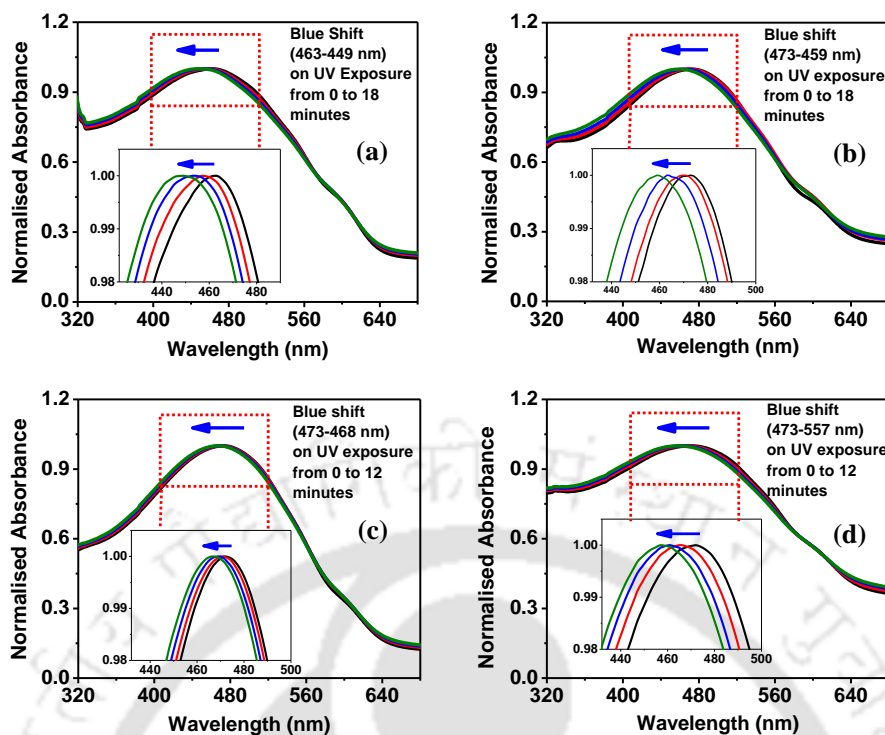 Normalised Absorbance
1.2
0.9
0.6
0.3
0.0
Blue Shift
(463-449 nm)
on UV Exposure
from 0 to 18
minutes
(a)
1.00
0.99
0.98
440 460 480
320 400 480 560 640
Wavelength (nm)
Normalised Absorbance
1.2
0.9
0.6
0.3
0.0
Blue shift
(473-459 nm)
on UV exposure
from 0 to 18
minutes
(b)
1.00
0.99
0.98
440 460 480 500
320 400 480 560 640
Wavelength (nm)
Normalised Absorbance
1.2
0.9
0.6
0.3
0.0
Blue shift
(473-468 nm)
on UV exposure
from 0 to 12
minutes
(c)
1.00
0.99
0.98
440 460 480 500
320 400 480 560 640
Wavelength (nm)
Normalised Absorbance
1.2
0.9
0.6
0.3
0.0
Blue shift
(473-557 nm)
on UV exposure
from 0 to 12
minutes
(d)
1.00
0.99
0.98
440 460 480 500
320 400 480 560 640
Wavelength (nm)